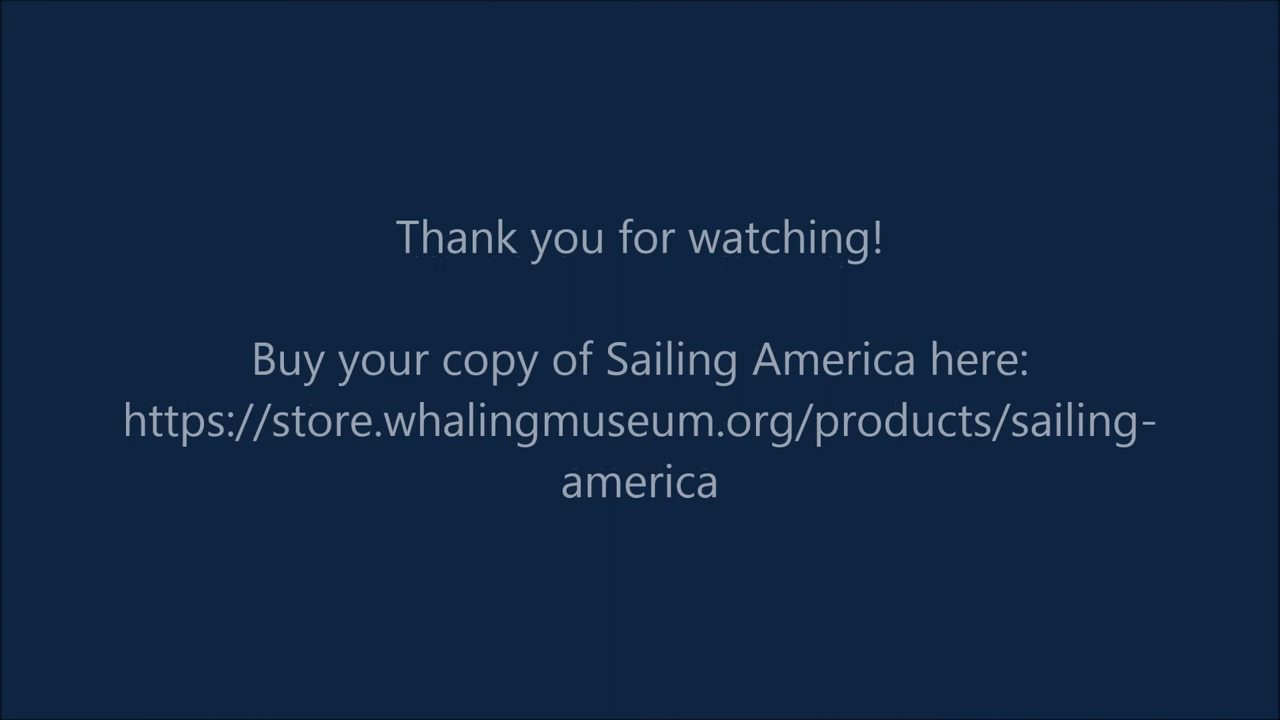 Thank you for watching!
Buy your copy of Sailing America here:
https://store.whalingmuseum.org/products/sailing-
america